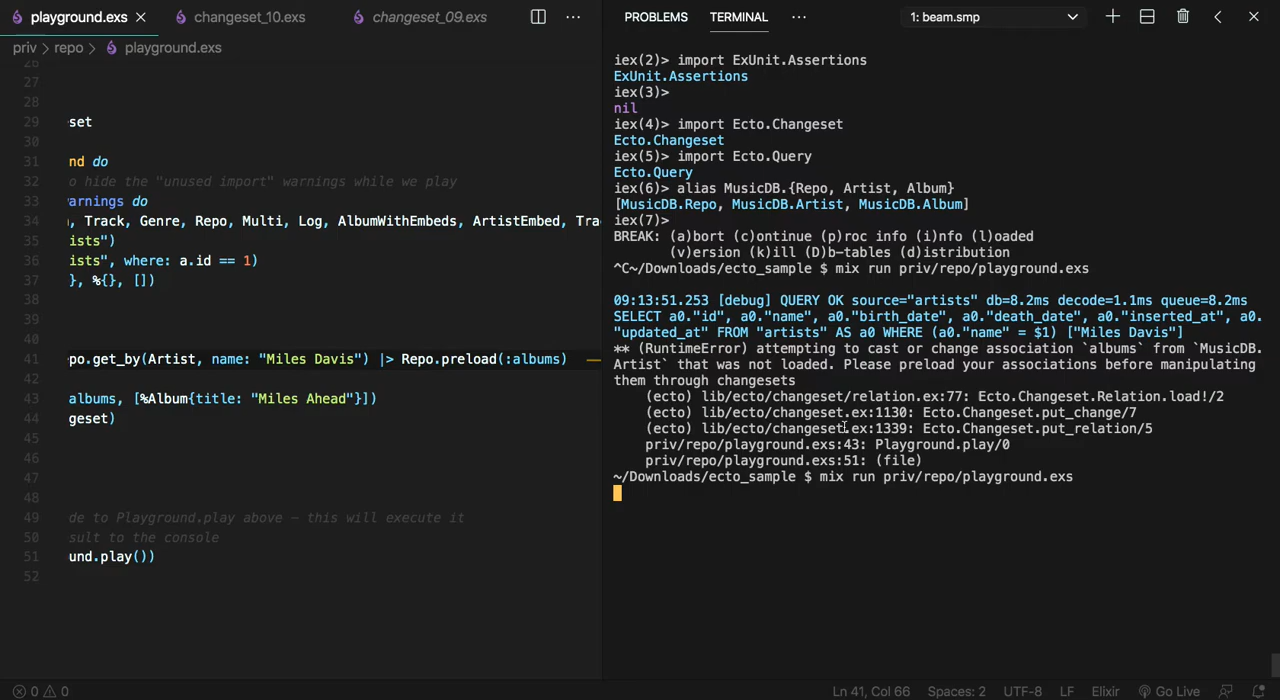 playground.exs
changeset_10.exs
changeset_09.exs
priv > repo > playground.exs
26
27
28
29 set
30
31 nd do
32 o hide the "unused import" warnings while we play
33 arnings do
34 , Track, Genre, Repo, Multi, Log, AlbumWithEmbeds, ArtistEmbed, Tra
35 ists")
36 ists", where: a.id == 1)
37 }, %{}, [])
38
39
40
41 po.get_by(Artist, name: "Miles Davis") |> Repo.preload(:albums)
42
43 albums, [%Album{title: "Miles Ahead"}])
44 geset)
45
46
47
48
49 de to Playground.play above – this will execute it
50 sult to the console
51 und.play())
52
PROBLEMS
TERMINAL
1: beam.smp
iex(2)> import ExUnit.Assertions
ExUnit.Assertions
iex(3)>
nil
iex(4)> import Ecto.Changeset
Ecto.Changeset
iex(5)> import Ecto.Query
Ecto.Query
iex(6)> alias MusicDB.{Repo, Artist, Album}
[MusicDB.Repo, MusicDB.Artist, MusicDB.Album]
iex(7)>
BREAK: (a)bort (c)ontinue (p)roc info (i)nfo (l)oaded
(v)ersion (k)ill (D)b-tables (d)istribution
^C~/Downloads/ecto_sample $ mix run priv/repo/playground.exs
09:13:51.253 [debug] QUERY OK source="artists" db=8.2ms decode=1.1ms queue=8.2ms
SELECT a0."id", a0."name", a0."birth_date", a0."death_date", a0."inserted_at", a0.
"updated_at" FROM "artists" AS a0 WHERE (a0."name" = $1) ["Miles Davis"]
** (RuntimeError) attempting to cast or change association `albums` from `MusicDB.
Artist` that was not loaded. Please preload your associations before manipulating
them through changesets
(ecto) lib/ecto/changeset/relation.ex:77: Ecto.Changeset.Relation.load!/2
(ecto) lib/ecto/changeset.ex:1130: Ecto.Changeset.put_change/7
(ecto) lib/ecto/changeset.ex:1339: Ecto.Changeset.put_relation/5
priv/repo/playground.exs:43: Playground.play/0
priv/repo/playground.exs:51: (file)
~/Downloads/ecto_sample $ mix run priv/repo/playground.exs
0 0
Ln 41, Col 66
Spaces: 2
UTF-8
LF
Elixir
Go Live